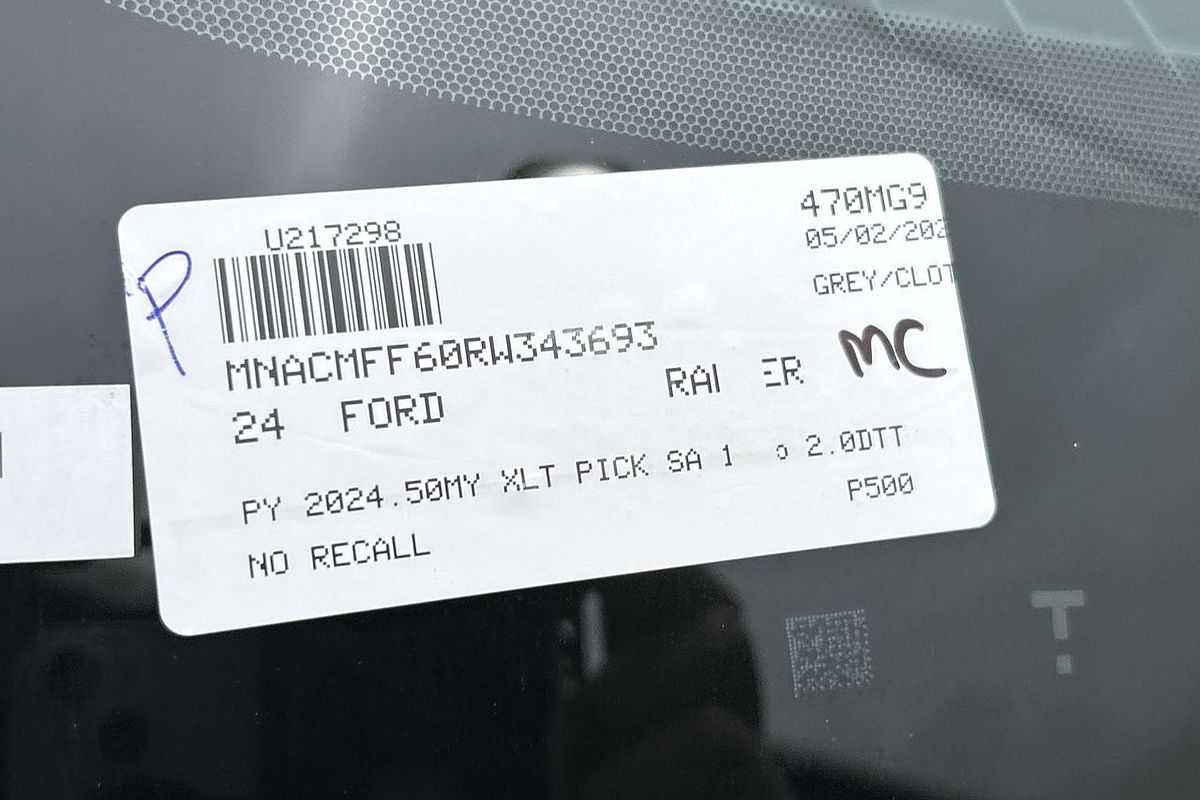 U217298
470MG9
05/02/202
GREY/CLOT
P
MNACMFF60RW343693
MC
24 FORD
PY 2024.50MY XLT PICK SA 1 2.0DTT
P500
NO RECALL
T